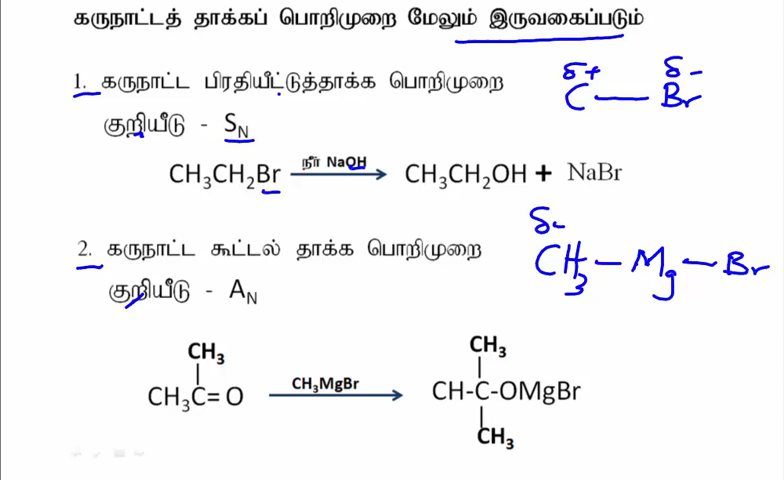 கருநாட்டத் தாக்கப் பொறிமுறை மேலும் இருவகைப்படும்
1. கருநாட்ட பிரதியீட்டுத்தாக்க பொறிமுறை
δ+ δ-
C — Br
குறியீடு - SN
CH3CH2Br நீர் NaOH CH3CH2OH + NaBr
2. கருநாட்ட கூட்டல் தாக்க பொறிமுறை
δ-
CH3 — Mg — Br
குறியீடு - AN
CH3
CH3C=O CH3MgBr
CH3
CH-C-OMgBr
CH3